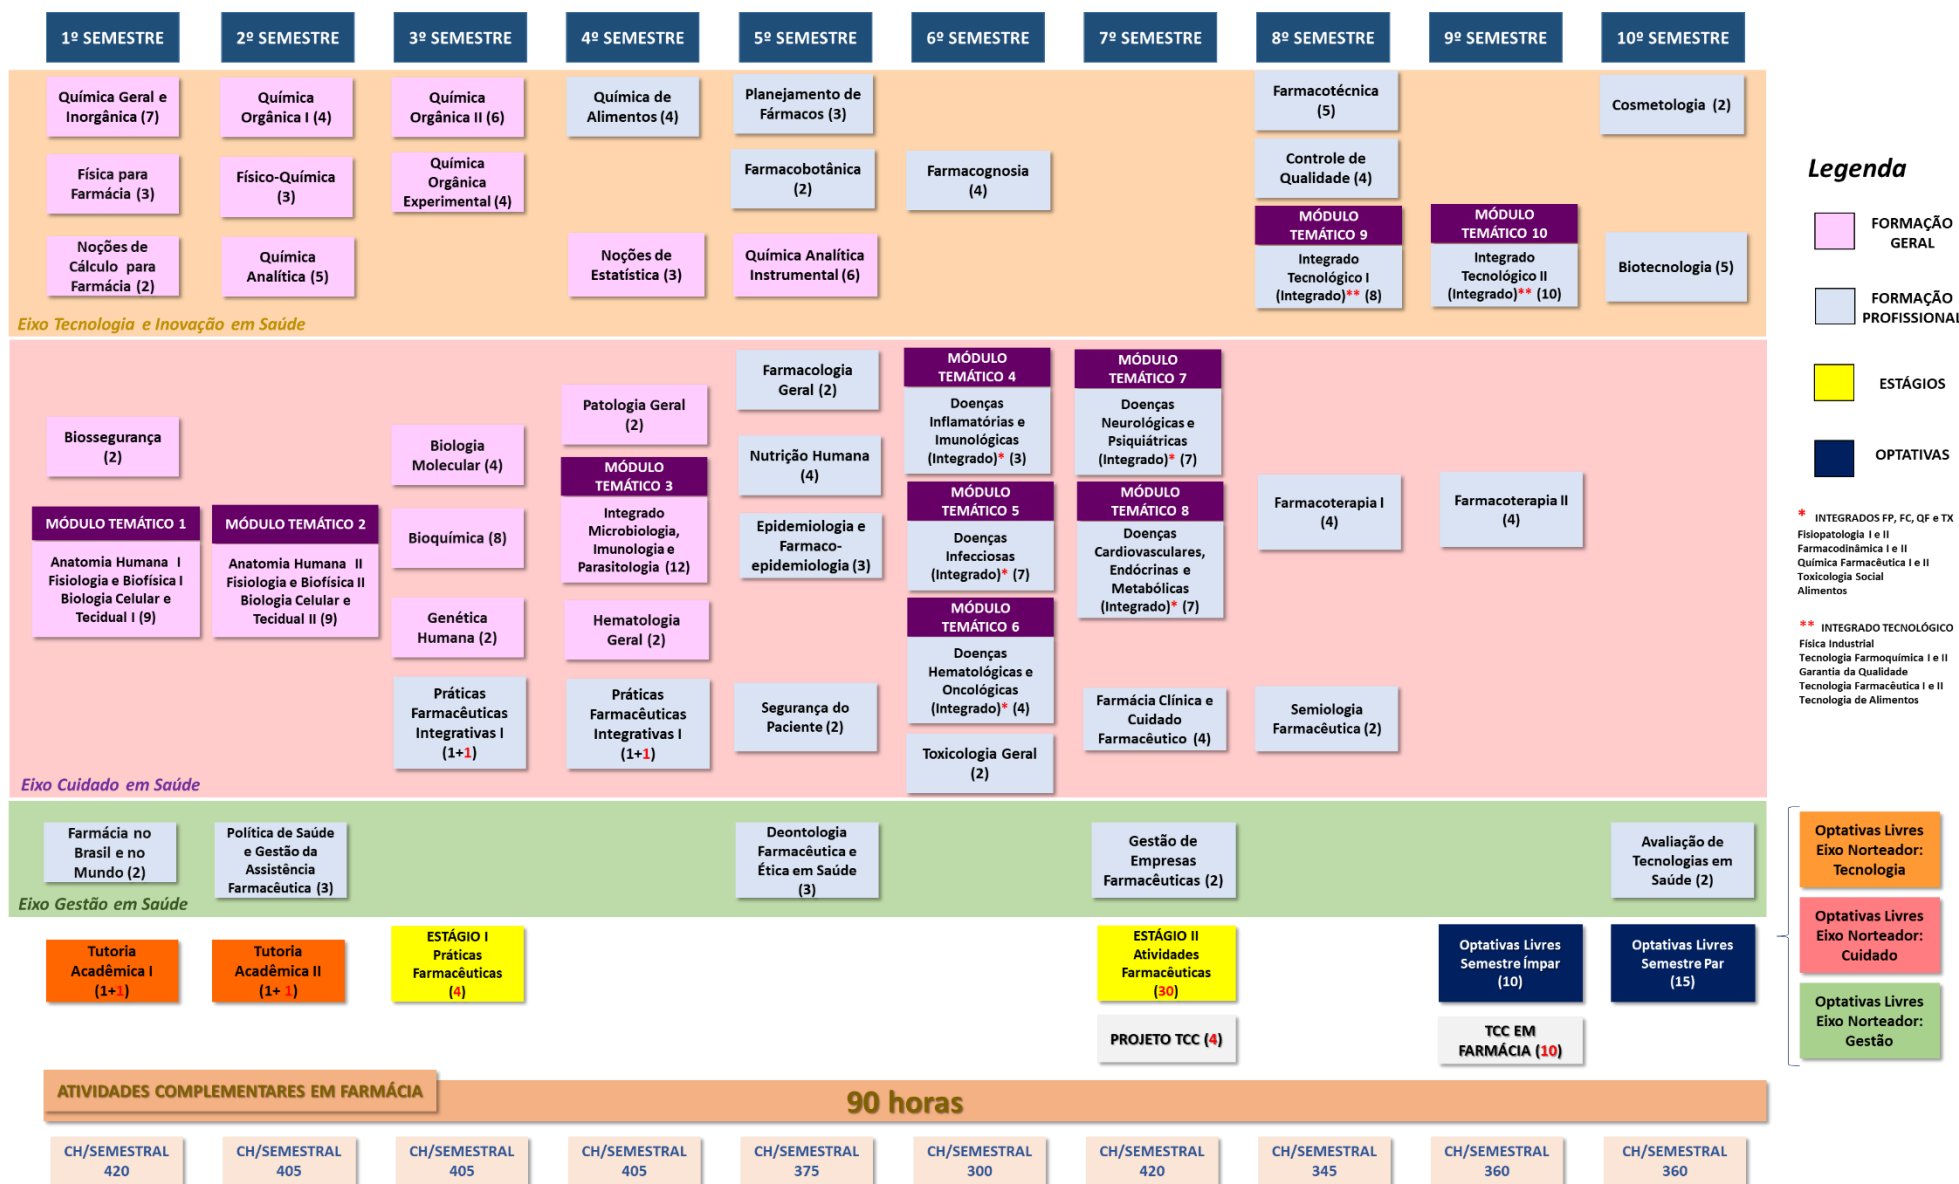 1º SEMESTRE
2º SEMESTRE
3º SEMESTRE
4º SEMESTRE
5º SEMESTRE
6º SEMESTRE
7º SEMESTRE
8º SEMESTRE
9º SEMESTRE
10º SEMESTRE
Química Geral e
Inorgânica (7)
Química
Orgânica I (4)
Química
Orgânica II (6)
Química de
Alimentos (4)
Planejamento de
Fármacos (3)
Farmacotécnica
(5)
Cosmetologia (2)
Física para
Farmácia (3)
Físico-Química
(3)
Química
Orgânica
Experimental (4)
Farmacobotânica
(2)
Farmacognosia
(4)
Controle de
Qualidade (4)
Noções de
Cálculo para
Farmácia (2)
Química
Analítica (5)
Noções de
Estatística (3)
Química Analítica
Instrumental (6)
MÓDULO
TEMÁTICO 9
Integrado
Tecnológico I
(Integrado)** (8)
MÓDULO
TEMÁTICO 10
Integrado
Tecnológico II
(Integrado)** (10)
Biotecnologia (5)
Eixo Tecnologia e Inovação em Saúde
Biossegurança
(2)
MÓDULO TEMÁTICO 1
Anatomia Humana I
Fisiologia e Biofísica I
Biologia Celular e
Tecidual I (9)
MÓDULO TEMÁTICO 2
Anatomia Humana II
Fisiologia e Biofísica II
Biologia Celular e
Tecidual II (9)
Biologia
Molecular (4)
Bioquímica (8)
Genética
Humana (2)
Práticas
Farmacêuticas
Integrativas I
(1+1)
Patologia Geral
(2)
MÓDULO
TEMÁTICO 3
Integrado
Microbiologia,
Imunologia e
Parasitologia (12)
Hematologia
Geral (2)
Práticas
Farmacêuticas
Integrativas I
(1+1)
Farmacologia
Geral (2)
Nutrição Humana
(4)
Epidemiologia e
Farmaco-
epidemiologia (3)
Segurança do
Paciente (2)
MÓDULO
TEMÁTICO 4
Doenças
Inflamatórias e
Imunológicas
(Integrado)* (3)
MÓDULO
TEMÁTICO 5
Doenças
Infecciosas
(Integrado)* (7)
MÓDULO
TEMÁTICO 6
Doenças
Hematológicas e
Oncológicas
(Integrado)* (4)
Toxicologia Geral
(2)
MÓDULO
TEMÁTICO 7
Doenças
Neurológicas e
Psiquiátricas
(Integrado)* (7)
MÓDULO
TEMÁTICO 8
Doenças
Cardiovasculares,
Endócrinas e
Metabólicas
(Integrado)* (7)
Farmácia Clínica e
Cuidado
Farmacêutico (4)
Farmacoterapia I
(4)
Semiologia
Farmacêutica (2)
Farmacoterapia II
(4)
Eixo Cuidado em Saúde
Farmácia no
Brasil e no
Mundo (2)
Política de Saúde
e Gestão da
Assistência
Farmacêutica (3)
Deontologia
Farmacêutica e
Ética em Saúde
(3)
Gestão de
Empresas
Farmacêuticas (2)
Avaliação de
Tecnologias em
Saúde (2)
Eixo Gestão em Saúde
Tutoria
Acadêmica I
(1+1)
Tutoria
Acadêmica II
(1+ 1)
ESTÁGIO I
Práticas
Farmacêuticas
(4)
ESTÁGIO II
Atividades
Farmacêuticas
(30)
Optativas Livres
Semestre Ímpar
(10)
Optativas Livres
Semestre Par
(15)
PROJETO TCC (4)
TCC EM
FARMÁCIA (10)
ATIVIDADES COMPLEMENTARES EM FARMÁCIA
90 horas
CH/SEMESTRAL
420
CH/SEMESTRAL
405
CH/SEMESTRAL
405
CH/SEMESTRAL
405
CH/SEMESTRAL
375
CH/SEMESTRAL
300
CH/SEMESTRAL
420
CH/SEMESTRAL
345
CH/SEMESTRAL
360
CH/SEMESTRAL
360
Legenda
FORMAÇÃO
GERAL
FORMAÇÃO
PROFISSIONAL
ESTÁGIOS
OPTATIVAS
* INTEGRADOS FP, FC, QF e TX
Fisiopatologia I e II
Farmacodinâmica I e II
Química Farmacêutica I e II
Toxicologia Social
Alimentos
** INTEGRADO TECNOLÓGICO
Física Industrial
Tecnologia Farmoquímica I e II
Garantia da Qualidade
Tecnologia Farmacêutica I e II
Tecnologia de Alimentos
Optativas Livres
Eixo Norteador:
Tecnologia
Optativas Livres
Eixo Norteador:
Cuidado
Optativas Livres
Eixo Norteador:
Gestão